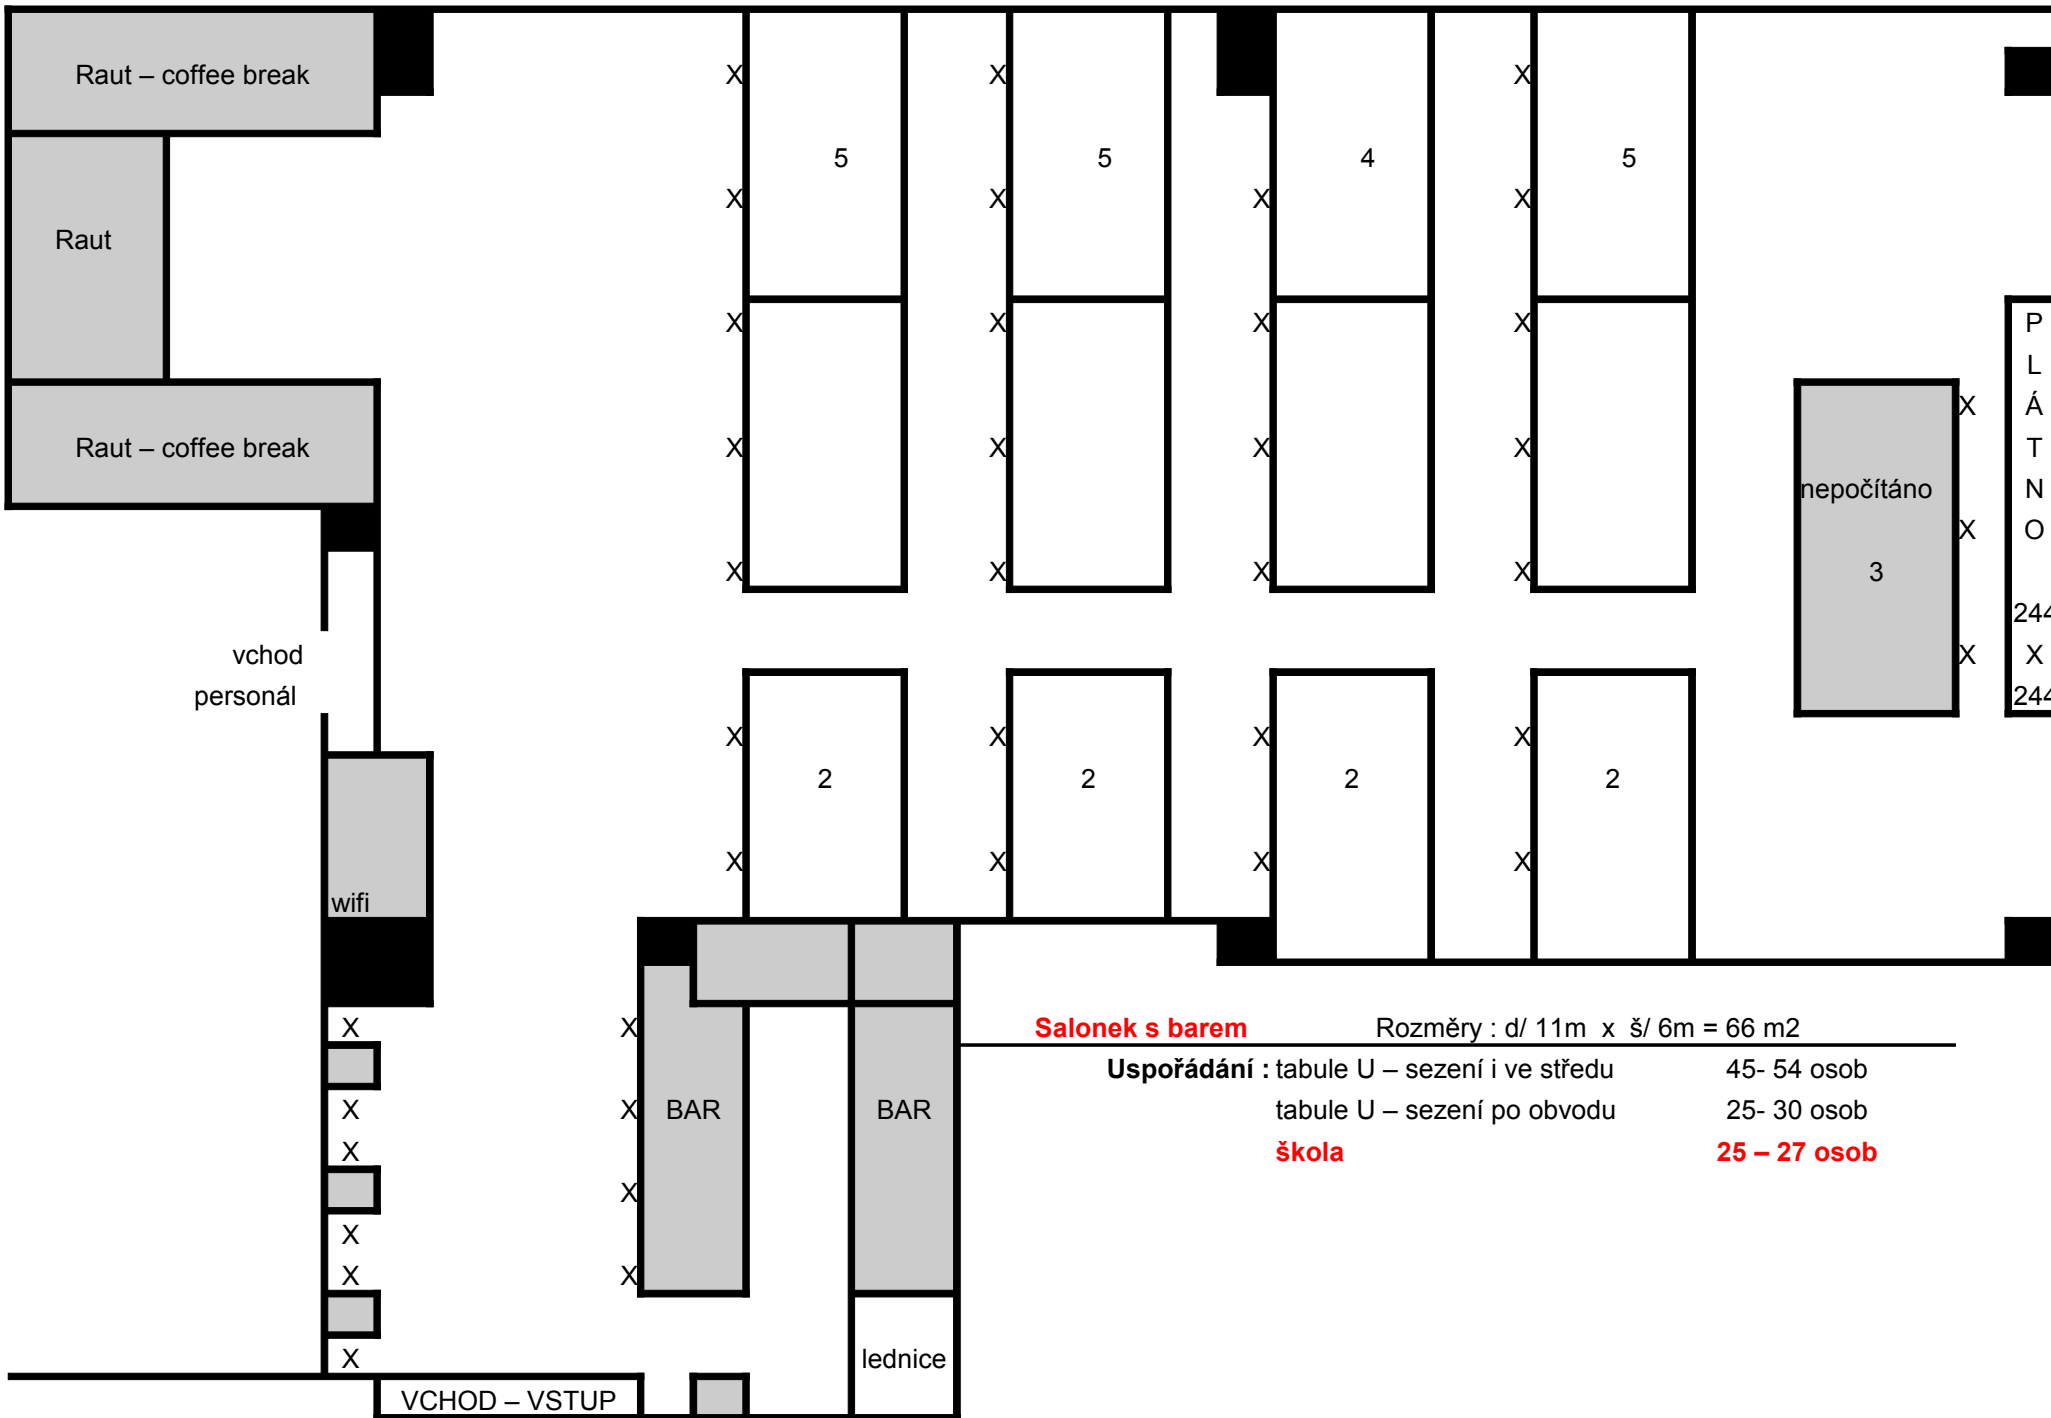 Raut – coffee break
X X X
5 5 4 5
X X X X
Raut
X X X X
P
L
X Á
Raut – coffee break
X X X X
T
nepočítáno
N
X O
X X X X
3
244
vchod
X X
personál
244
X X X X
2 2 2 2
X X X X
wifi
X X
Salonek s barem Rozměry : d/ 11m x š/ 6m = 66 m2
Uspořádání : tabule U – sezení i ve středu 45- 54 osob
X X BAR BAR
tabule U – sezení po obvodu 25- 30 osob
X
škola 25 – 27 osob
X
X
X X
X
lednice
VCHOD – VSTUP